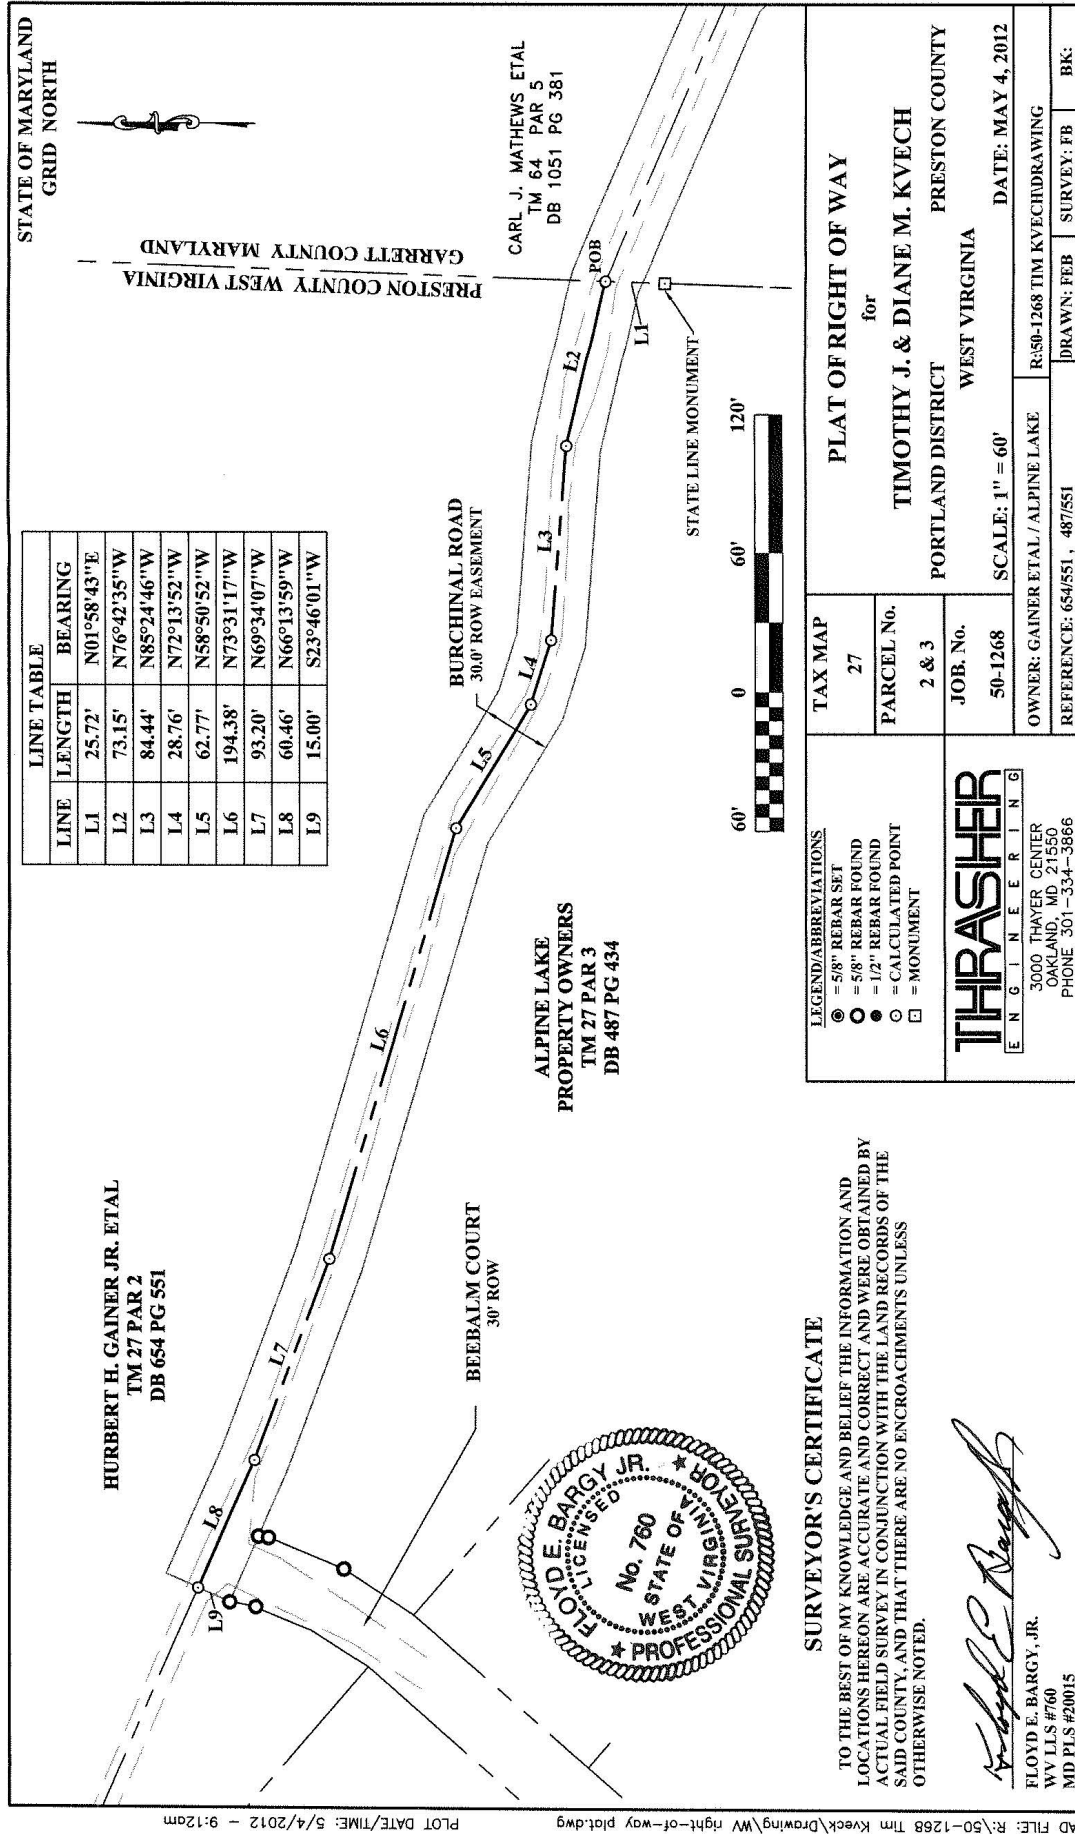 STATE OF MARYLAND
GRID NORTH
LINE TABLE
LINE LENGTH BEARING
L1 25.72' N01°58'43"E
L2 73.15' N76°42'35"W
L3 84.44' N85°24'46"W
L4 28.76' N72°13'52"W
L5 62.77' N58°50'52"W
L6 194.38' N73°31'17"W
L7 93.20' N69°34'07"W
L8 60.46' N66°13'59"W
L9 15.00' S23°46'01"W
HURBERT H. GAINER JR. ETAL
TM 27 PAR 2
DB 654 PG 551
PRESTON COUNTY WEST VIRGINIA
GARRETT COUNTY MARYLAND
CARL J. MATHEWS ETAL
TM 64 PAR 5
DB 1051 PG 381
BURCHINAL ROAD
30.0' ROW EASEMENT
L9
L8
L7
L6
L5
L4
L3
L2
POB
L1
STATE LINE MONUMENT
BEEBALM COURT
30' ROW
ALPINE LAKE
PROPERTY OWNERS
TM 27 PAR 3
DB 487 PG 434
60' 0 60' 120'
FLOYD E. BARGY JR.
LICENSED
No. 760
STATE OF
WEST VIRGINIA
★ PROFESSIONAL SURVEYOR ★
SURVEYOR'S CERTIFICATE
TO THE BEST OF MY KNOWLEDGE AND BELIEF THE INFORMATION AND
LOCATIONS HEREON ARE ACCURATE AND CORRECT AND WERE OBTAINED BY
ACTUAL FIELD SURVEY IN CONJUNCTION WITH THE LAND RECORDS OF THE
SAID COUNTY, AND THAT THERE ARE NO ENCROACHMENTS UNLESS
OTHERWISE NOTED.
Floyd E Bargy Jr
FLOYD E. BARGY, JR.
WV LLS #760
MD PLS #20015
LEGEND/ABBREVIATIONS
= 5/8" REBAR SET
= 5/8" REBAR FOUND
= 1/2" REBAR FOUND
= CALCULATED POINT
= MONUMENT
THRASHER
ENGINEERING
3000 THAYER CENTER
OAKLAND, MD 21550
PHONE 301-334-3866
TAX MAP
27
PARCEL No.
2 & 3
JOB. No.
50-1268
PLAT OF RIGHT OF WAY
for
TIMOTHY J. & DIANE M. KVECH
PORTLAND DISTRICT PRESTON COUNTY
WEST VIRGINIA
SCALE: 1" = 60' DATE: MAY 4, 2012
OWNER: GAINER ETAL / ALPINE LAKE R:\50-1268 TIM KVECH\DRAWING
REFERENCE: 654/551, 487/551 DRAWN: FEB SURVEY: FB BK:
AD FILE: R:\50-1268 Tim Kvech\Drawing\WV right-of-way plat.dwg
PLOT DATE/TIME: 5/4/2012 - 9:12am